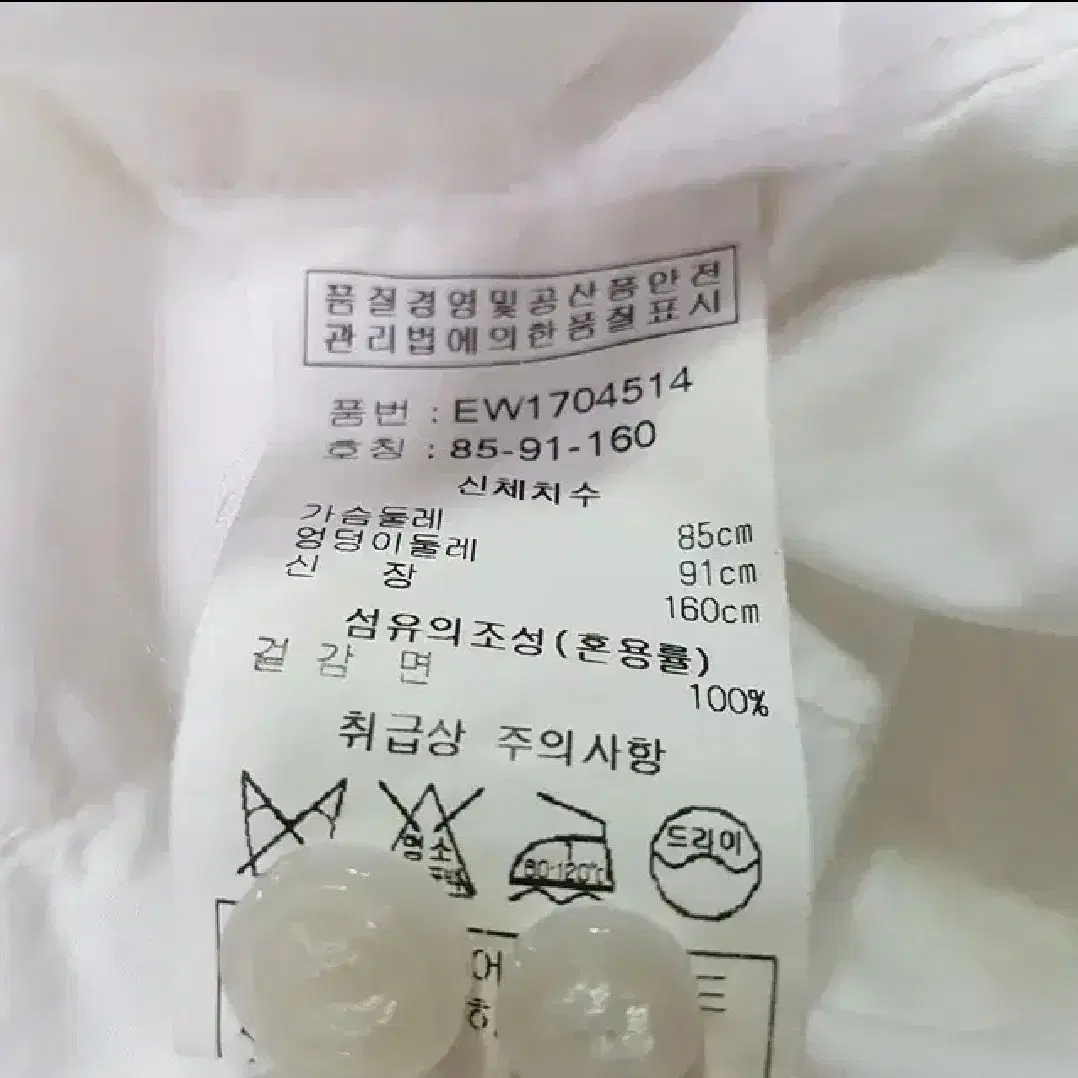 품질경영및공산품안전
관리법에의한품질표시
품번 : EW1704514
호칭 : 85-91-160
신체치수
가슴둘레 85cm
엉덩이둘레 91cm
신 장 160cm
섬유의조성(혼용률)
겉감 면 100%
취급상 주의사항
염소
80-120℃
드라이